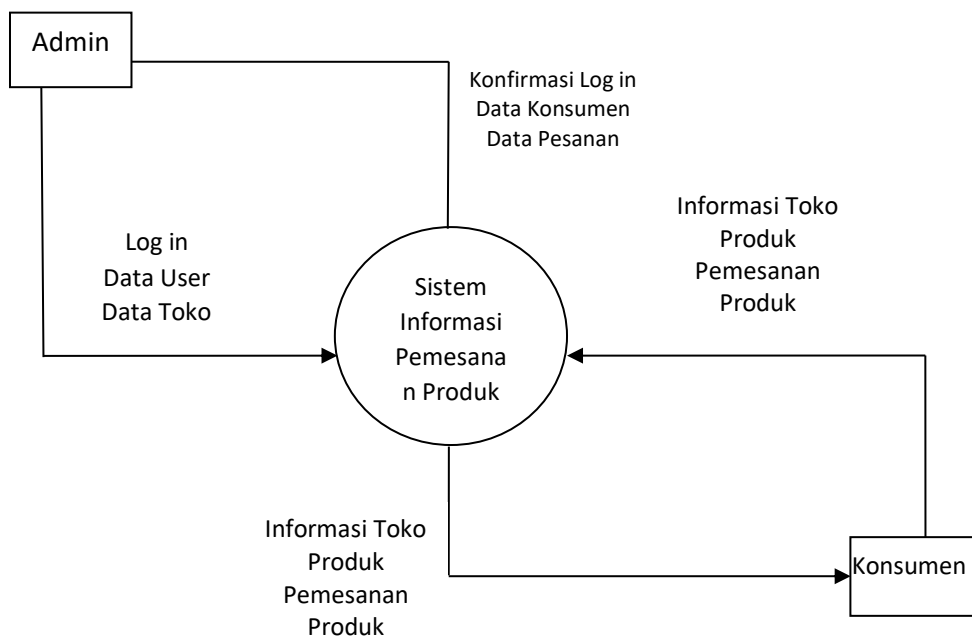 Admin
Konfirmasi Log in
Data Konsumen
Data Pesanan
Log in
Data User
Data Toko
Informasi Toko
Produk
Pemesanan
Produk
Sistem
Informasi
Pemesana
n Produk
Informasi Toko
Produk
Pemesanan
Produk
Konsumen